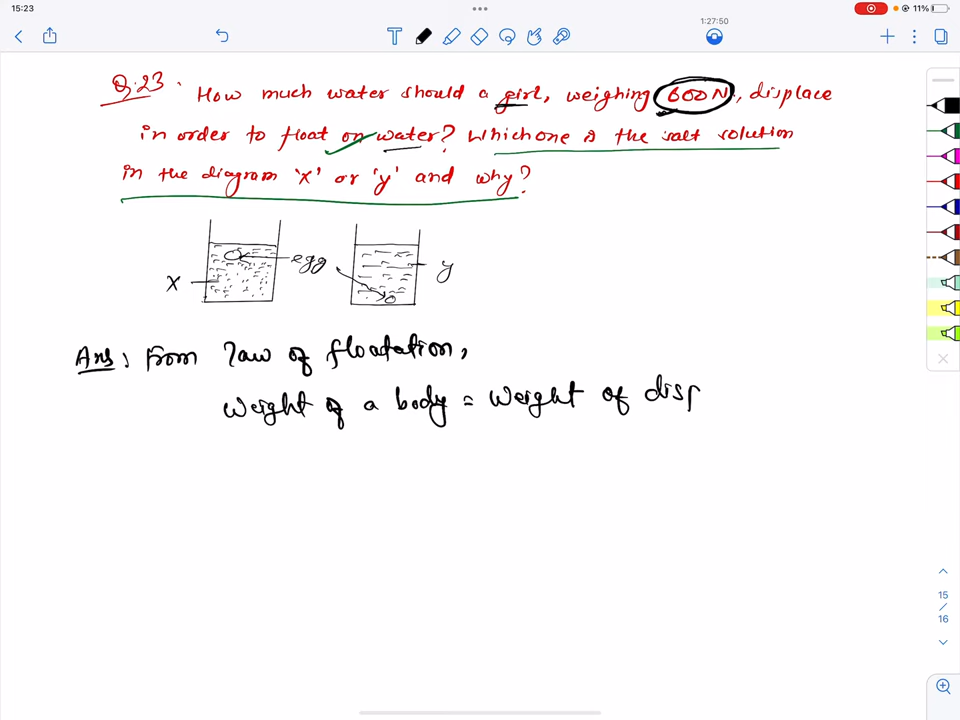 15:23
11%
1:27:50
T
Q.23. How much water should a girl, weighing 600 N, displace
in order to float on water? Which one is the salt solution
in the diagram 'x' or 'y' and why?
x egg y
Ans: From law of floatation,
Weight of a body = Weight of disp
15
/
16